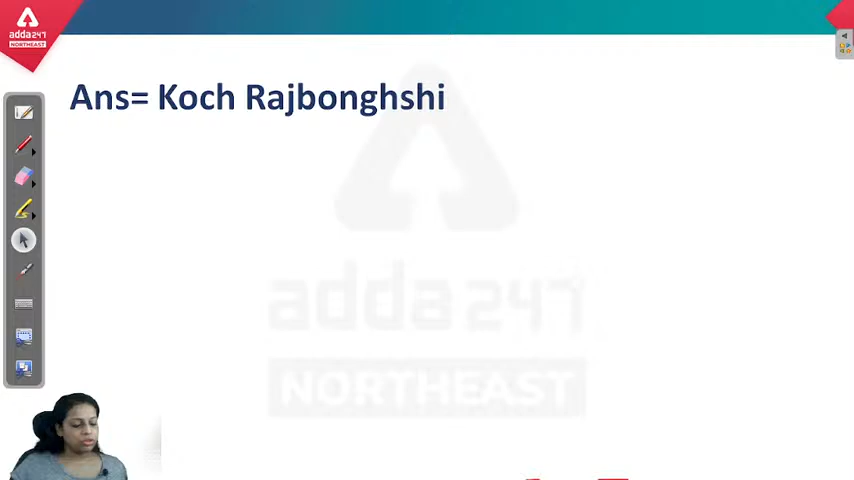 adda247
NORTHEAST
Ans= Koch Rajbonghshi
adda247
NORTHEAST